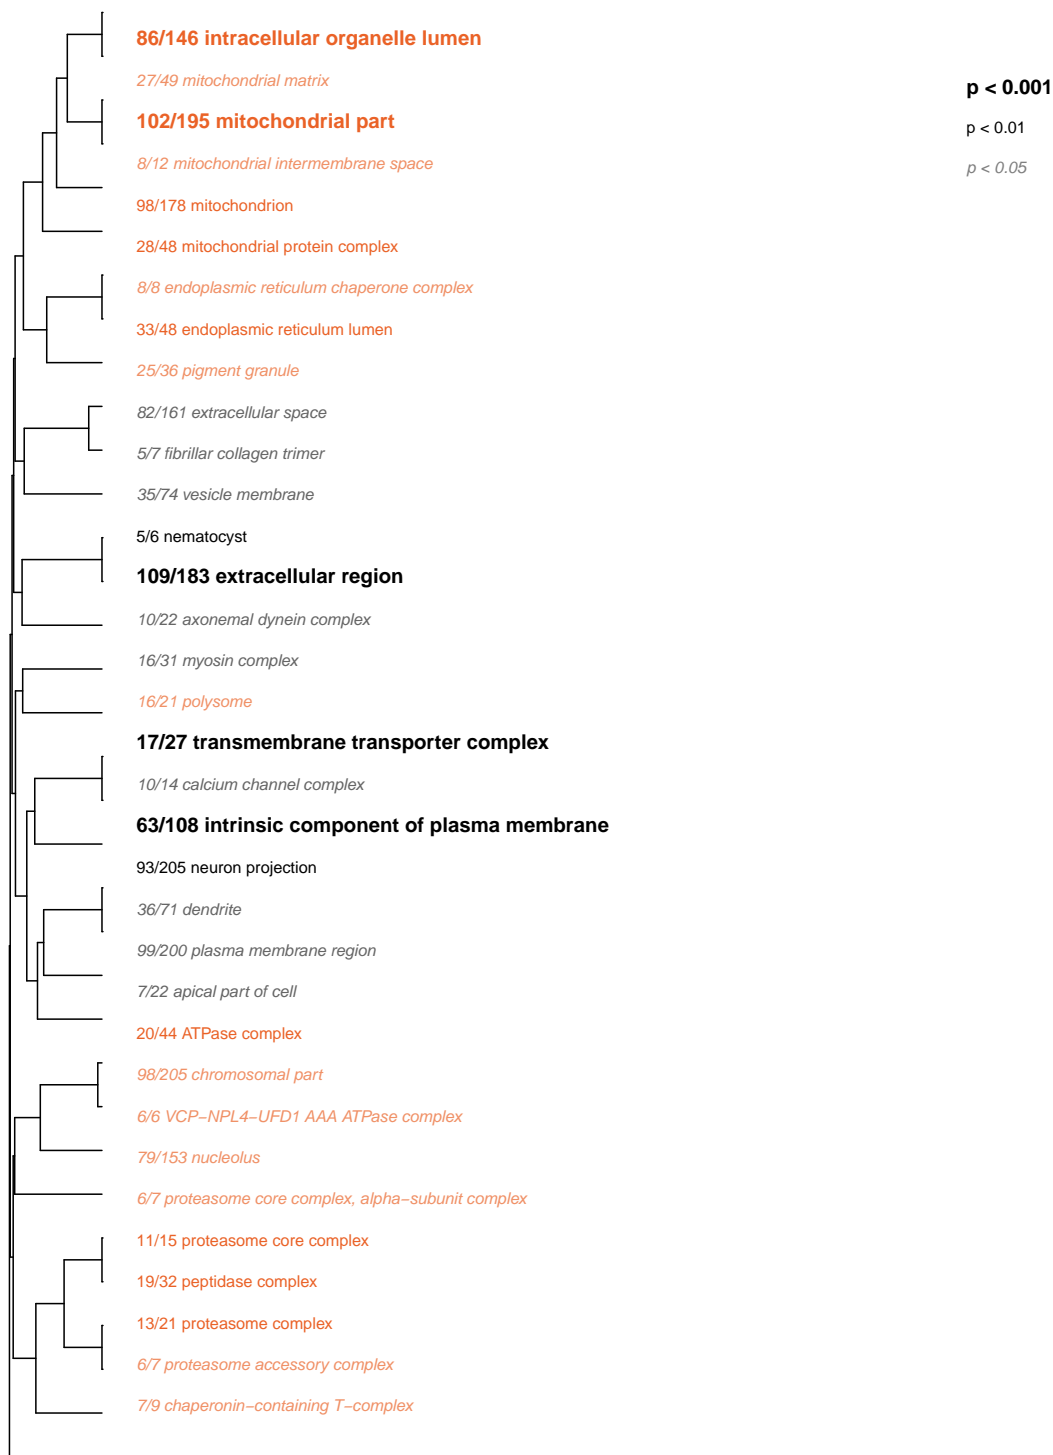 86/146 intracellular organelle lumen
27/49 mitochondrial matrix
102/195 mitochondrial part
8/12 mitochondrial intermembrane space
98/178 mitochondrion
28/48 mitochondrial protein complex
8/8 endoplasmic reticulum chaperone complex
33/48 endoplasmic reticulum lumen
25/36 pigment granule
82/161 extracellular space
5/7 fibrillar collagen trimer
35/74 vesicle membrane
5/6 nematocyst
109/183 extracellular region
10/22 axonemal dynein complex
16/31 myosin complex
16/21 polysome
17/27 transmembrane transporter complex
10/14 calcium channel complex
63/108 intrinsic component of plasma membrane
93/205 neuron projection
36/71 dendrite
99/200 plasma membrane region
7/22 apical part of cell
20/44 ATPase complex
98/205 chromosomal part
6/6 VCP−NPL4−UFD1 AAA ATPase complex
79/153 nucleolus
6/7 proteasome core complex, alpha−subunit complex
11/15 proteasome core complex
19/32 peptidase complex
13/21 proteasome complex
6/7 proteasome accessory complex
7/9 chaperonin−containing T−complex
p < 0.001
p < 0.01
p < 0.05